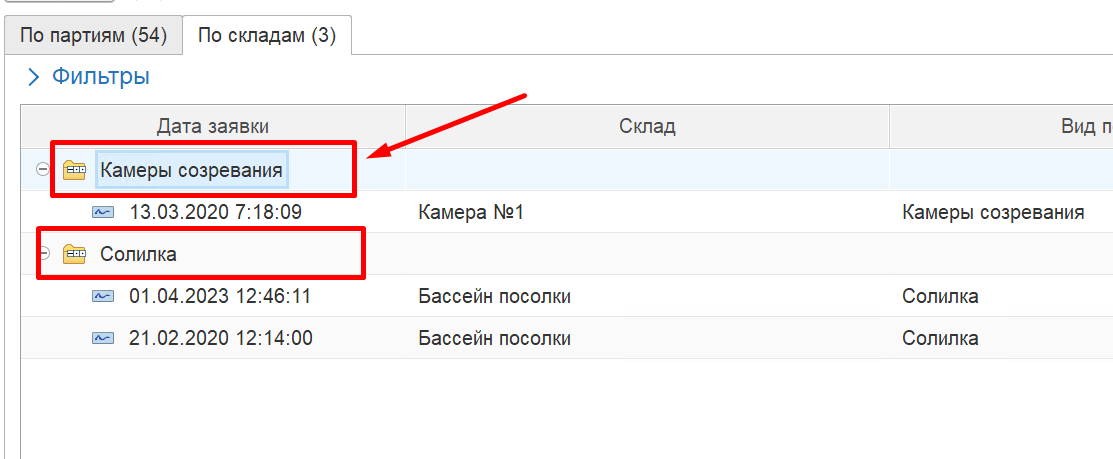 По партиям (54) По складам (3)
Фильтры
Дата заявки Склад Вид п
Камеры созревания
13.03.2020 7:18:09 Камера №1 Камеры созревания
Солилка
01.04.2023 12:46:11 Бассейн посолки Солилка
21.02.2020 12:14:00 Бассейн посолки Солилка